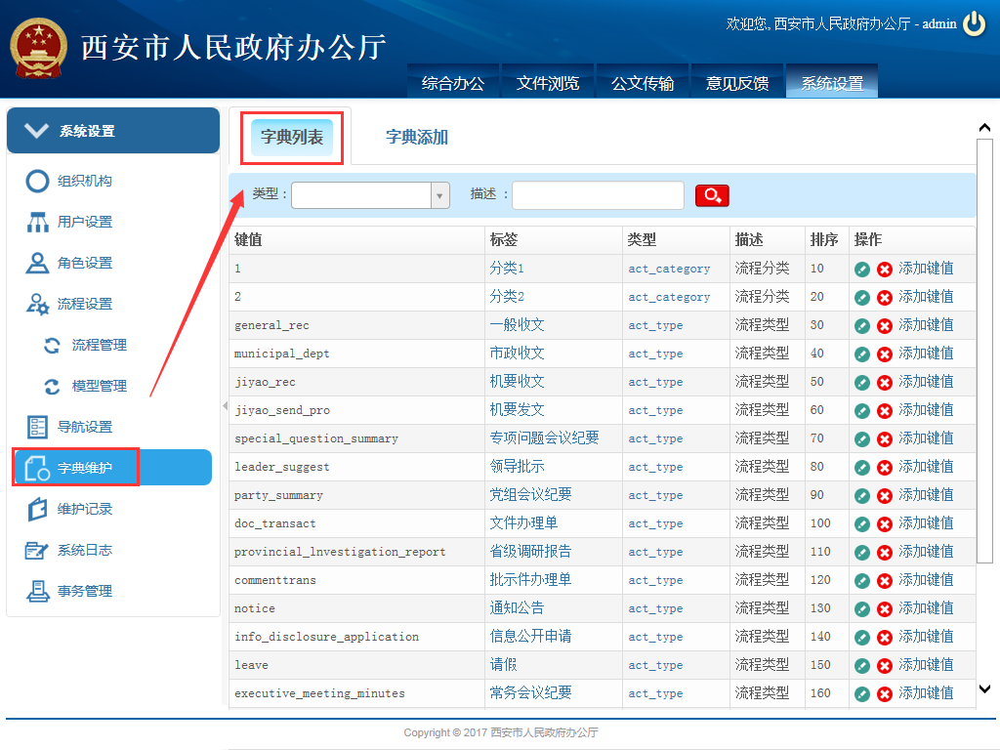 欢迎您, 西安市人民政府办公厅 - admin
西安市人民政府办公厅
综合办公 文件浏览 公文传输 意见反馈 系统设置
系统设置
组织机构
用户设置
角色设置
流程设置
流程管理
模型管理
导航设置
字典维护
维护记录
系统日志
事务管理
字典列表 字典添加
类型 : 描述 :
键值 标签 类型 描述 排序 操作
1 分类1 act_category 流程分类 10 添加键值
2 分类2 act_category 流程分类 20 添加键值
general_rec 一般收文 act_type 流程类型 30 添加键值
municipal_dept 市政收文 act_type 流程类型 40 添加键值
jiyao_rec 机要收文 act_type 流程类型 50 添加键值
jiyao_send_pro 机要发文 act_type 流程类型 60 添加键值
special_question_summary 专项问题会议纪要 act_type 流程类型 70 添加键值
leader_suggest 领导批示 act_type 流程类型 80 添加键值
party_summary 党组会议纪要 act_type 流程类型 90 添加键值
doc_transact 文件办理单 act_type 流程类型 100 添加键值
provincial_lnvestigation_report 省级调研报告 act_type 流程类型 110 添加键值
commenttrans 批示件办理单 act_type 流程类型 120 添加键值
notice 通知公告 act_type 流程类型 130 添加键值
info_disclosure_application 信息公开申请 act_type 流程类型 140 添加键值
leave 请假 act_type 流程类型 150 添加键值
executive_meeting_minutes 常务会议纪要 act_type 流程类型 160 添加键值
Copyright © 2017 西安市人民政府办公厅